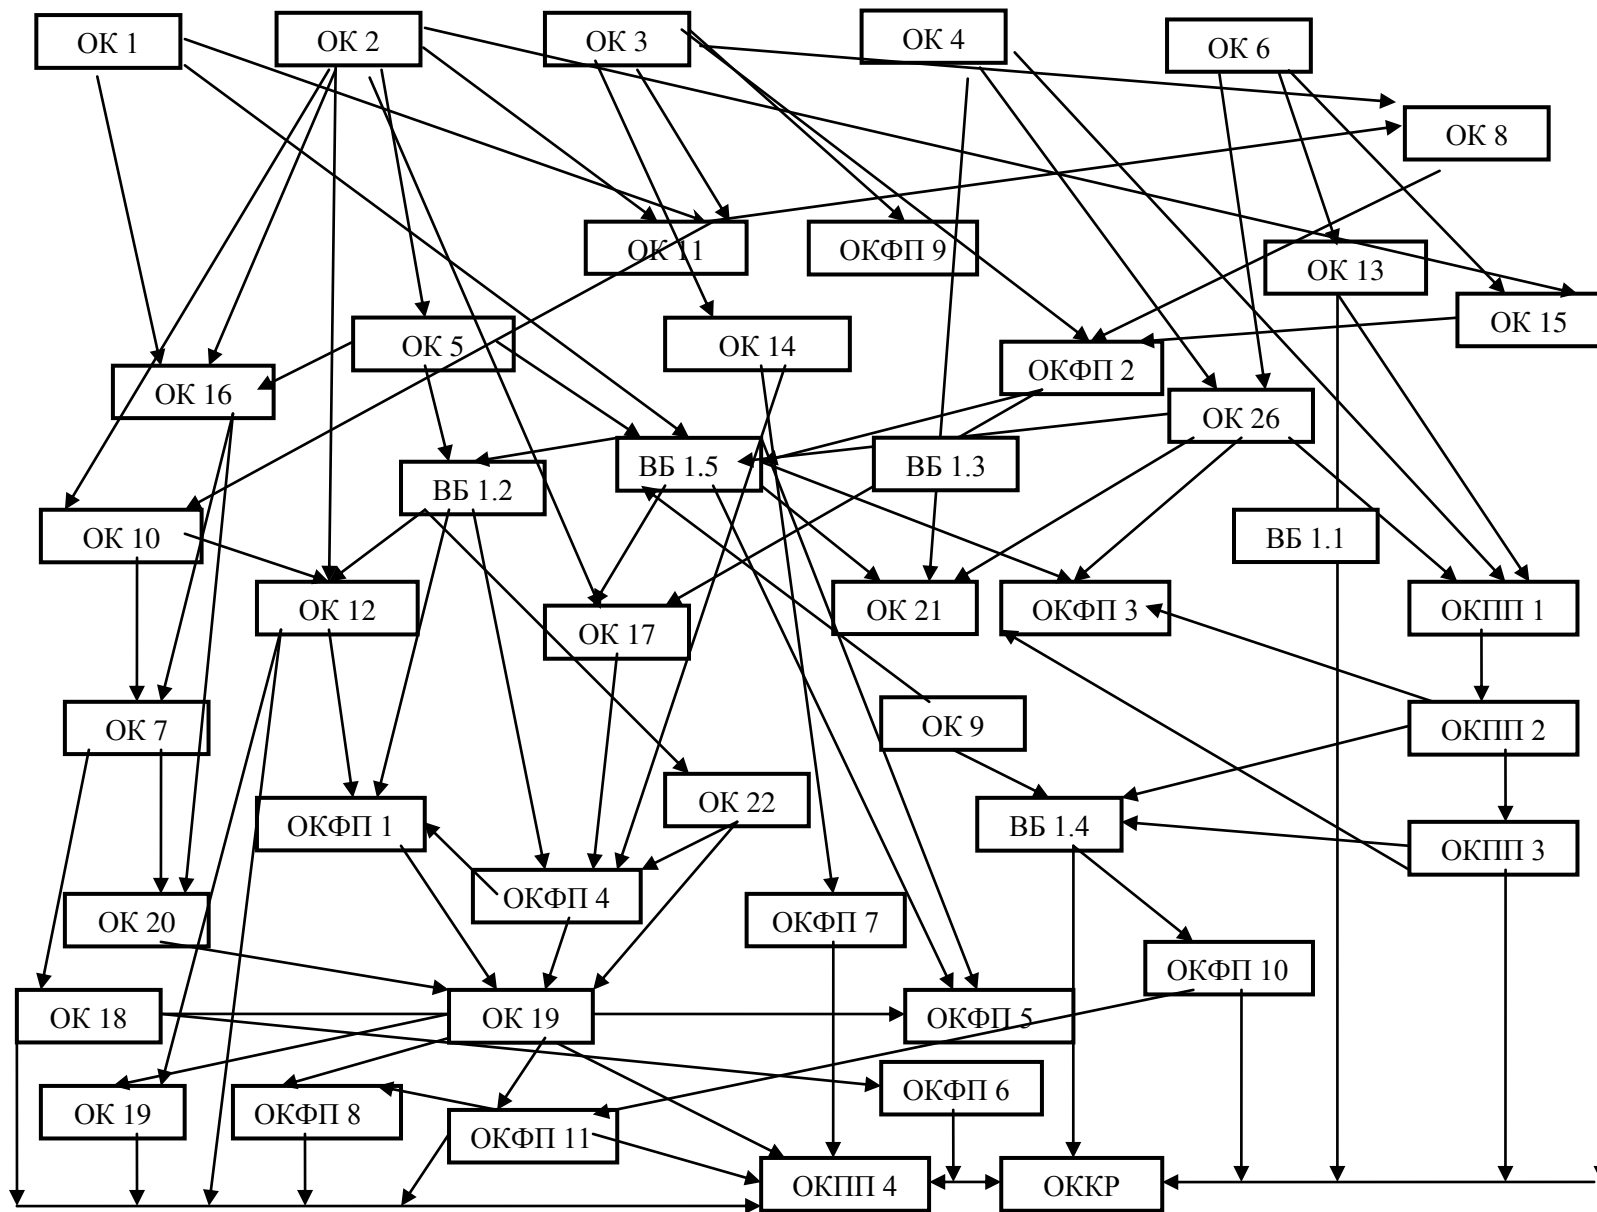 ОК 1
ОК 2
ОК 3
ОК 4
ОК 6
ОК 8
ОК 11
ОКФП 9
ОК 13
ОК 15
ОК 5
ОК 14
ОКФП 2
ОК 16
ОК 26
ВБ 1.2
ВБ 1.5
ВБ 1.3
ОК 10
ВБ 1.1
ОК 12
ОК 17
ОК 21
ОКФП 3
ОКПП 1
ОК 7
ОК 9
ОКПП 2
ОКФП 1
ОК 22
ВБ 1.4
ОКПП 3
ОК 20
ОКФП 4
ОКФП 7
ОКФП 10
ОК 18
ОК 19
ОКФП 5
ОК 19
ОКФП 8
ОКФП 11
ОКФП 6
ОКПП 4
ОККР